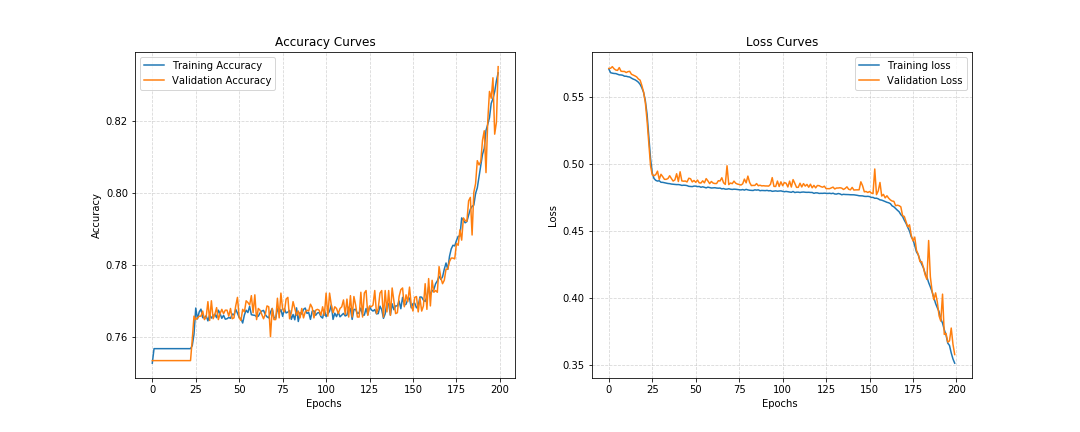 Accuracy Curves
Training Accuracy
Validation Accuracy
0.82
0.80
0.78
0.76
Accuracy
0 25 50 75 100 125 150 175 200
Epochs
Loss Curves
Training loss
Validation Loss
0.55
0.50
0.45
0.40
0.35
Loss
0 25 50 75 100 125 150 175 200
Epochs